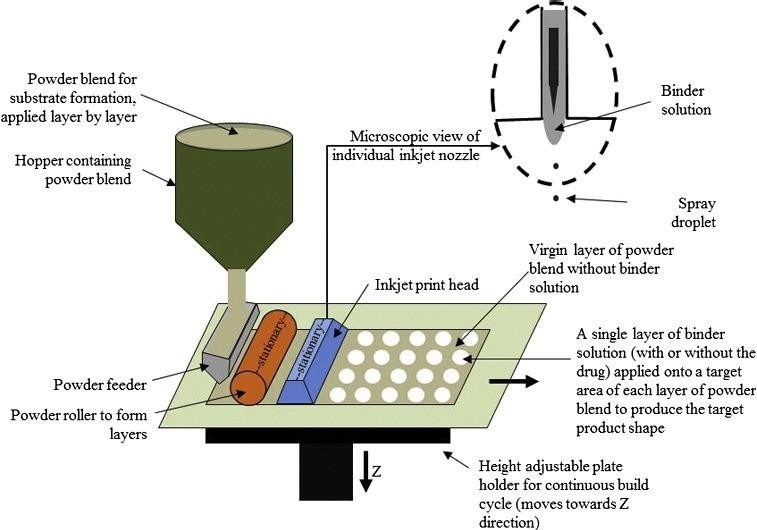 Powder blend for
substrate formation,
applied layer by layer
Hopper containing
powder blend
Microscopic view of
individual inkjet nozzle
Binder
solution
Spray
droplet
Virgin layer of powder
blend without binder
solution
Inkjet print head
stationary
stationary
A single layer of binder
solution (with or without the
drug) applied onto a target
area of each layer of powder
blend to produce the target
product shape
Powder feeder
Powder roller to form
layers
Z
Height adjustable plate
holder for continuous build
cycle (moves towards Z
direction)